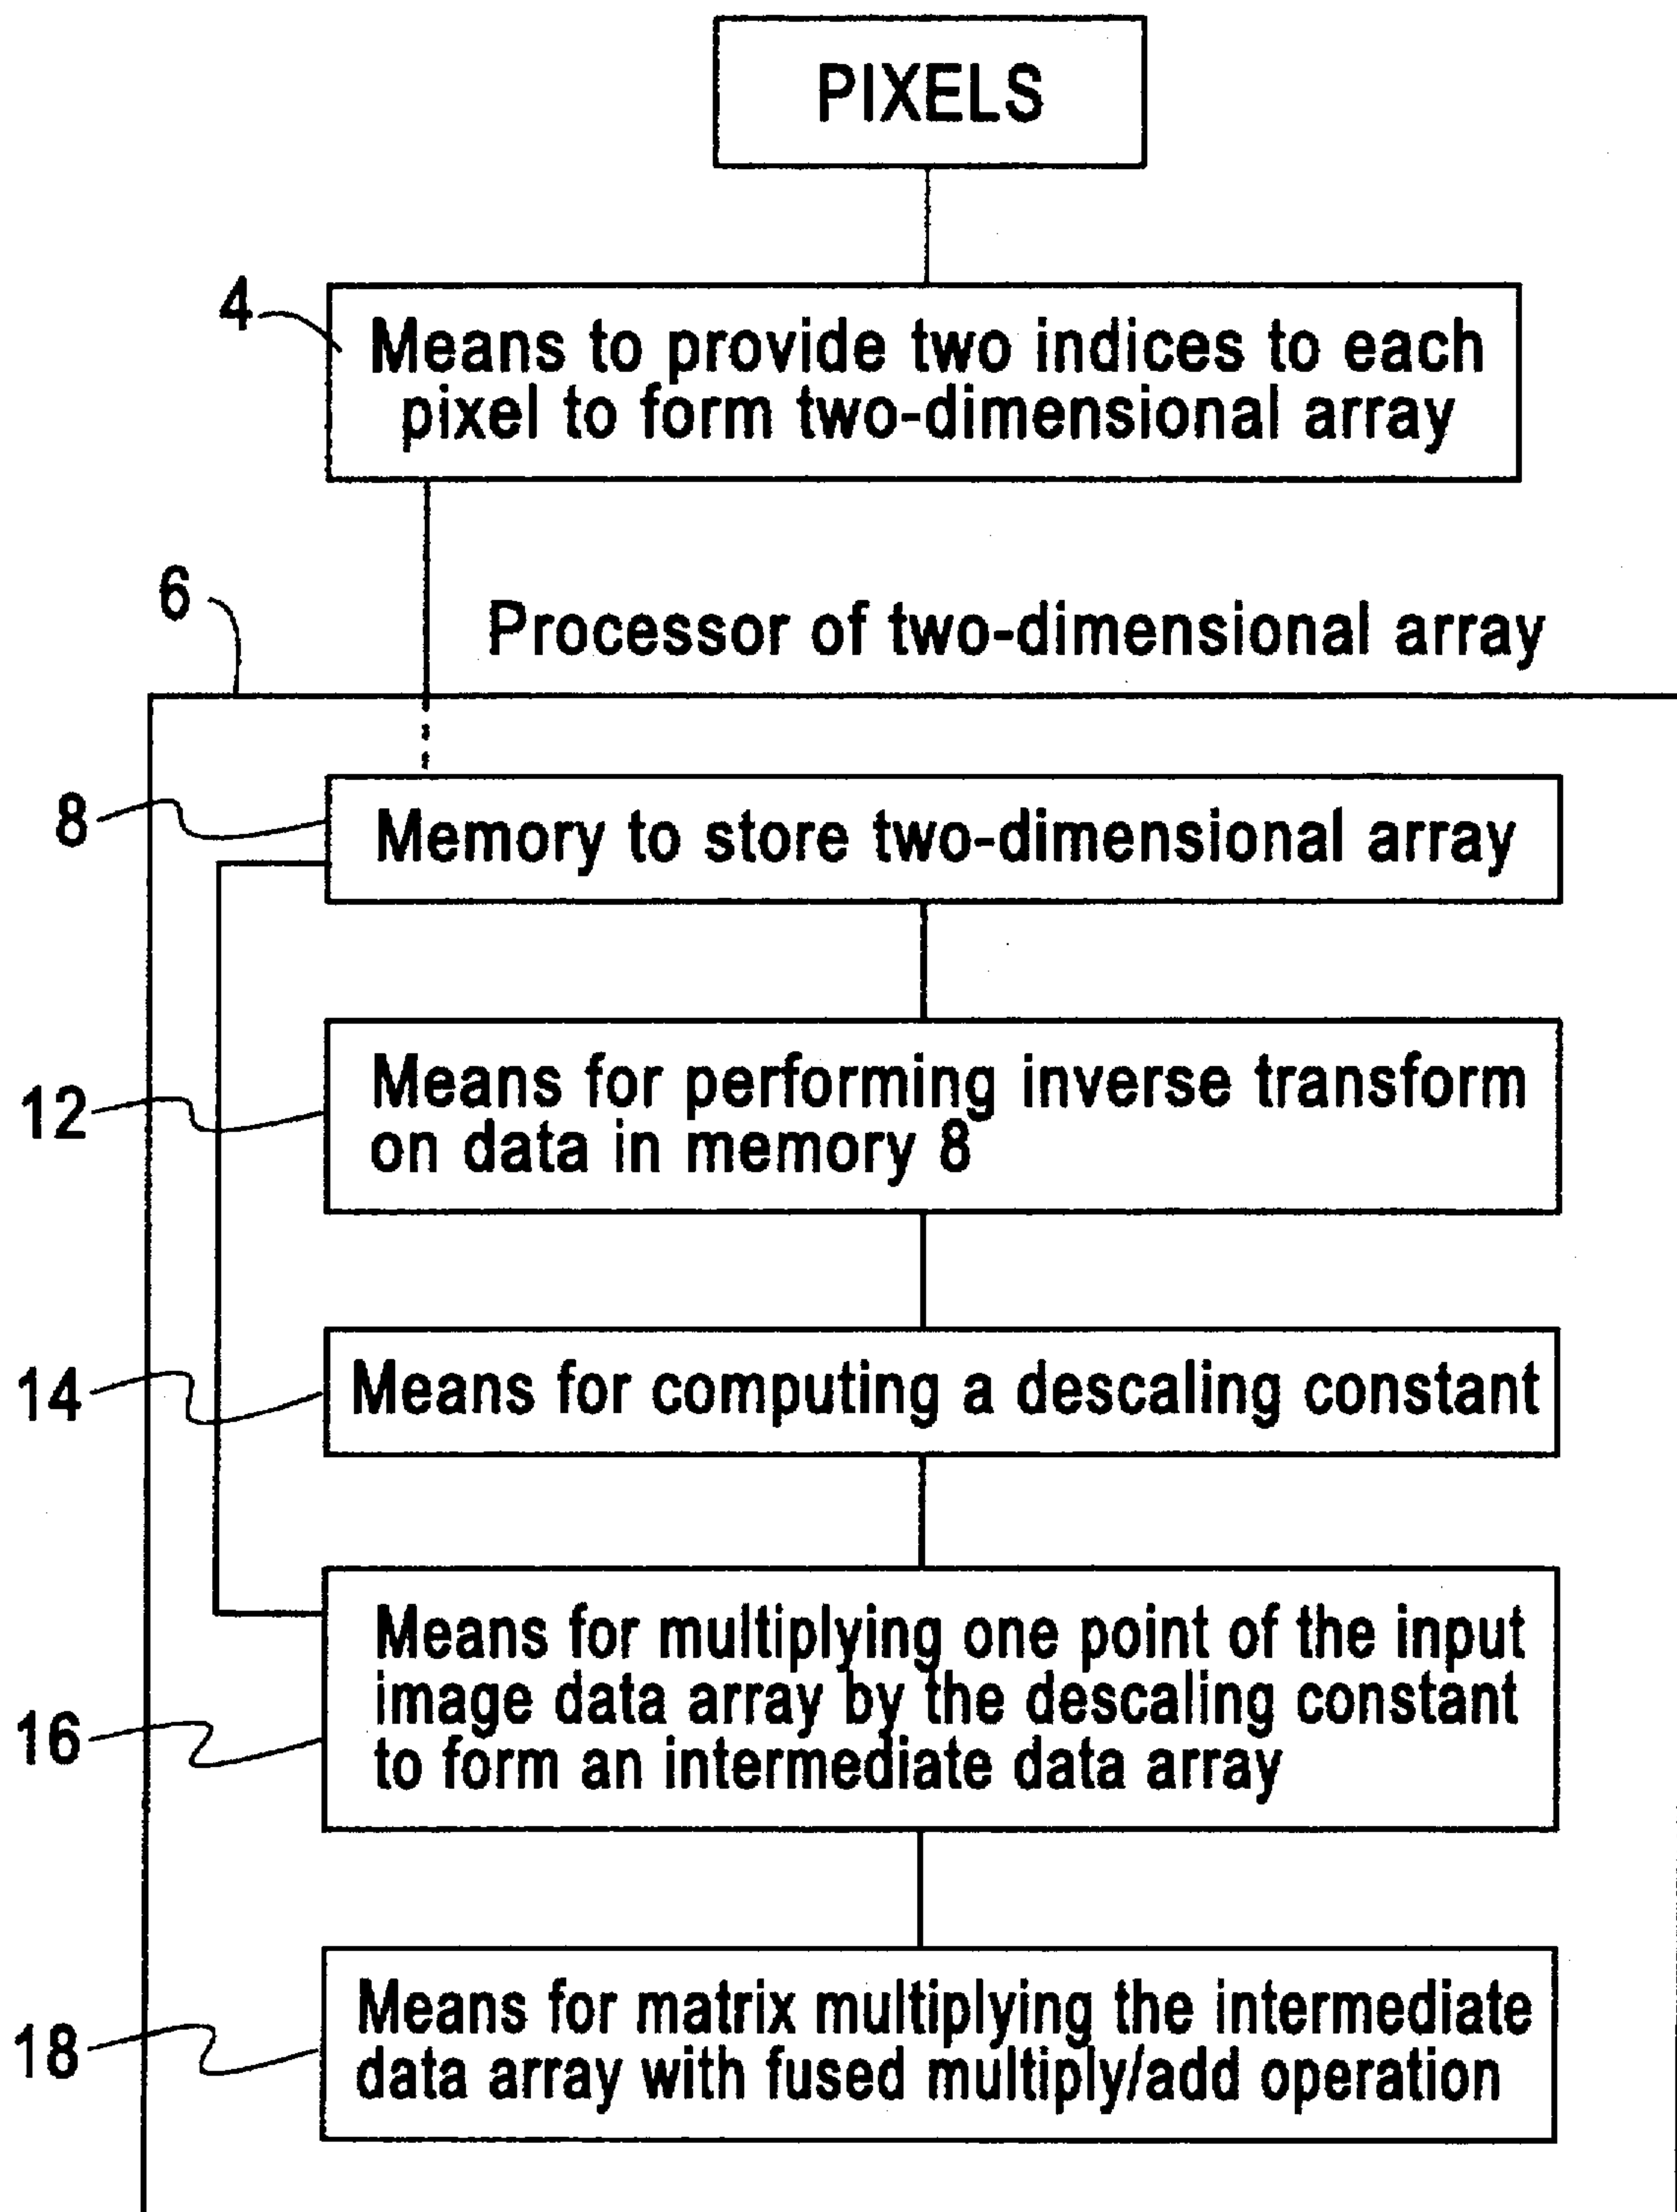 PIXELS
4
Means to provide two indices to each
pixel to form two-dimensional array
6
Processor of two-dimensional array
8
Memory to store two-dimensional array
12
Means for performing inverse transform
on data in memory 8
14
Means for computing a descaling constant
16
Means for multiplying one point of the input
image data array by the descaling constant
to form an intermediate data array
18
Means for matrix multiplying the intermediate
data array with fused multiply/add operation